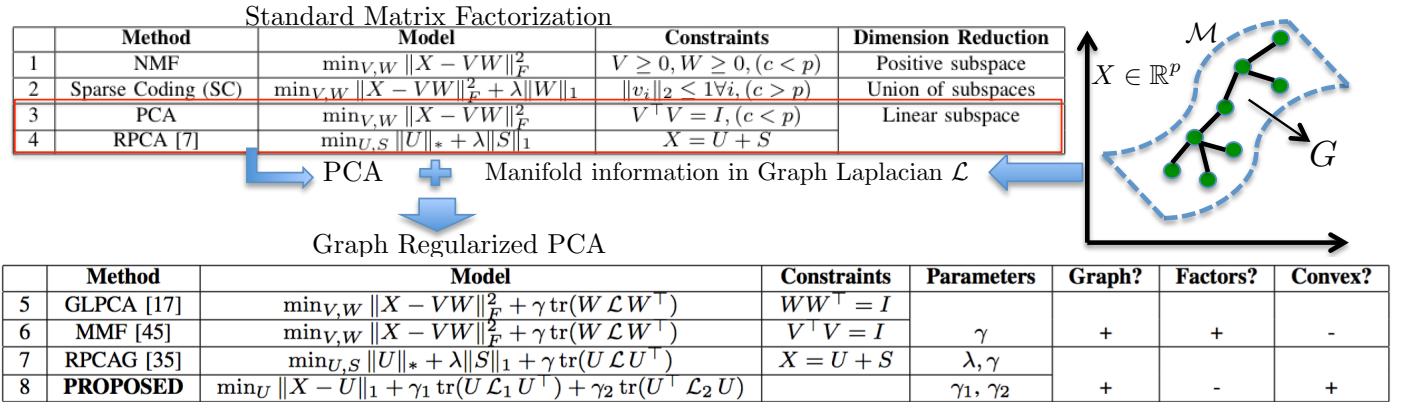 Standard Matrix Factorization
Method Model Constraints Dimension Reduction
1 NMF min_{V,W} ‖X − VW‖²_F V ≥ 0, W ≥ 0, (c < p) Positive subspace
2 Sparse Coding (SC) min_{V,W} ‖X − VW‖²_F + λ‖W‖₁ ‖v_i‖₂ ≤ 1∀i, (c > p) Union of subspaces
3 PCA min_{V,W} ‖X − VW‖²_F V^⊤V = I, (c < p) Linear subspace
4 RPCA [7] min_{U,S} ‖U‖_* + λ‖S‖₁ X = U + S
M
X ∈ ℝ^p
G
PCA + Manifold information in Graph Laplacian L
Graph Regularized PCA
Method Model Constraints Parameters Graph? Factors? Convex?
5 GLPCA [17] min_{V,W} ‖X − VW‖²_F + γ tr(W L W^⊤) WW^⊤ = I
6 MMF [45] min_{V,W} ‖X − VW‖²_F + γ tr(W L W^⊤) V^⊤V = I γ + + -
7 RPCAG [35] min_{U,S} ‖U‖_* + λ‖S‖₁ + γ tr(U L U^⊤) X = U + S λ, γ
8 PROPOSED min_U ‖X − U‖₁ + γ₁ tr(U L₁ U^⊤) + γ₂ tr(U^⊤ L₂ U) γ₁, γ₂ + - +